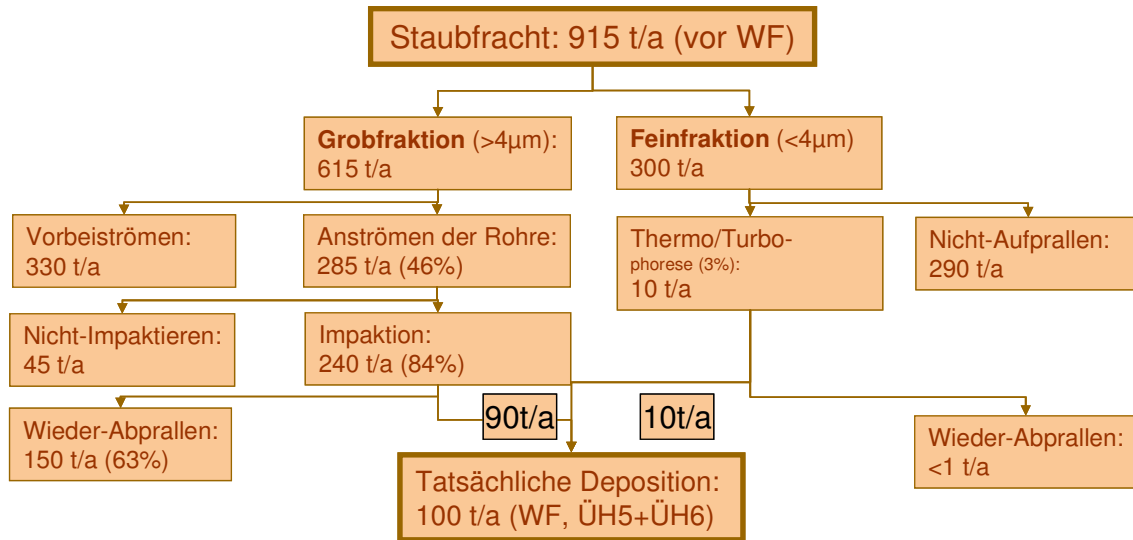 Staubfracht: 915 t/a (vor WF)
Grobfraktion (>4µm):
615 t/a
Feinfraktion (<4µm)
300 t/a
Vorbeiströmen:
330 t/a
Anströmen der Rohre:
285 t/a (46%)
Thermo/Turbo-
phorese (3%):
10 t/a
Nicht-Aufprallen:
290 t/a
Nicht-Impaktieren:
45 t/a
Impaktion:
240 t/a (84%)
90t/a
10t/a
Wieder-Abprallen:
150 t/a (63%)
Wieder-Abprallen:
<1 t/a
Tatsächliche Deposition:
100 t/a (WF, ÜH5+ÜH6)